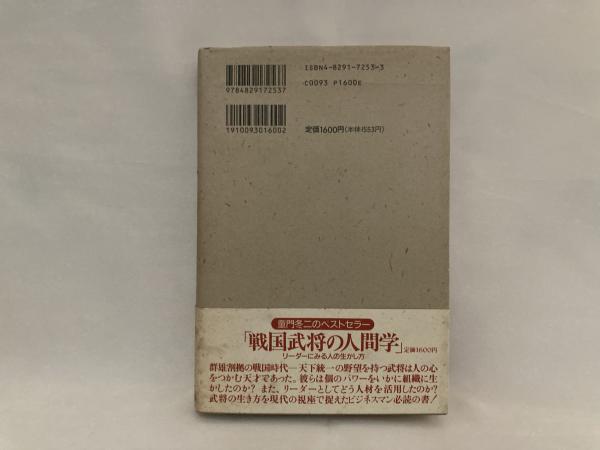 ISBN4-8291-7253-3
9784829172537
C0093 P1600E
1910093016002
定価1600円(本体1553円)
童門冬二のベストセラー
「戦国武将の人間学」定価1600円
リーダーにみる人の生かし方
群雄割拠の戦国時代―天下統一の野望を持つ武将は人の心
をつかむ天才であった。彼らは個のパワーをいかに組織に生
かしたのか? また、リーダーとしてどう人材を活用したのか?
武将の生き方を現代の視座で捉えたビジネスマン必読の書!